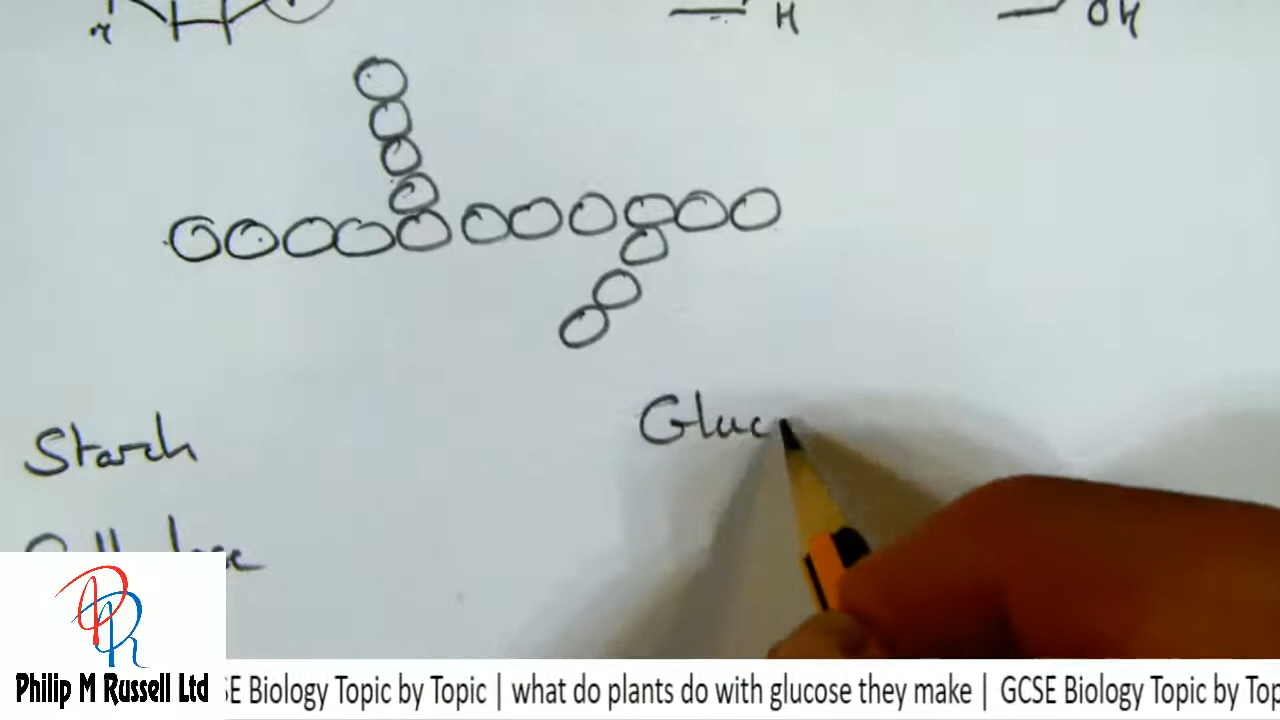 H
OH
Starch
Gluc
Philip M Russell Ltd
SE Biology Topic by Topic | what do plants do with glucose they make | GCSE Biology Topic by Top